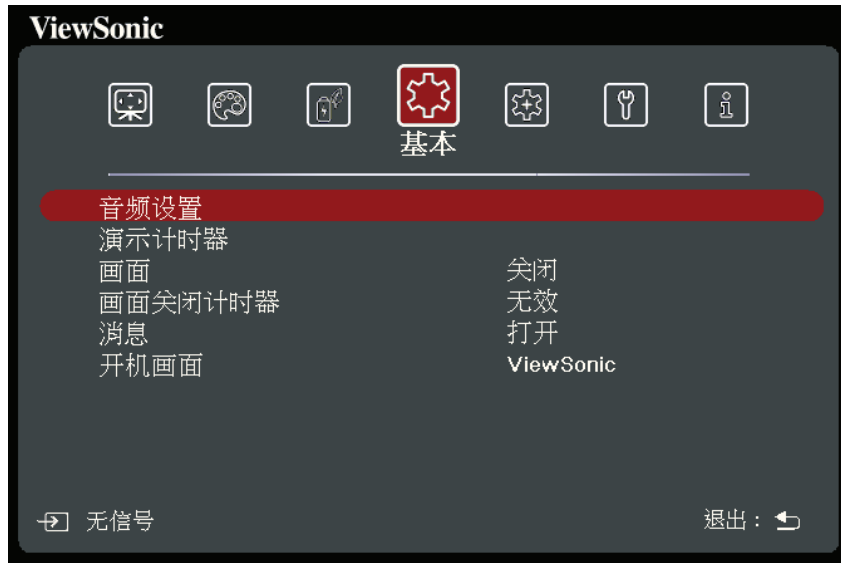 ViewSonic
基本
音频设置
演示计时器
画面 关闭
画面关闭计时器 无效
消息 打开
开机画面 ViewSonic
无信号 退出：